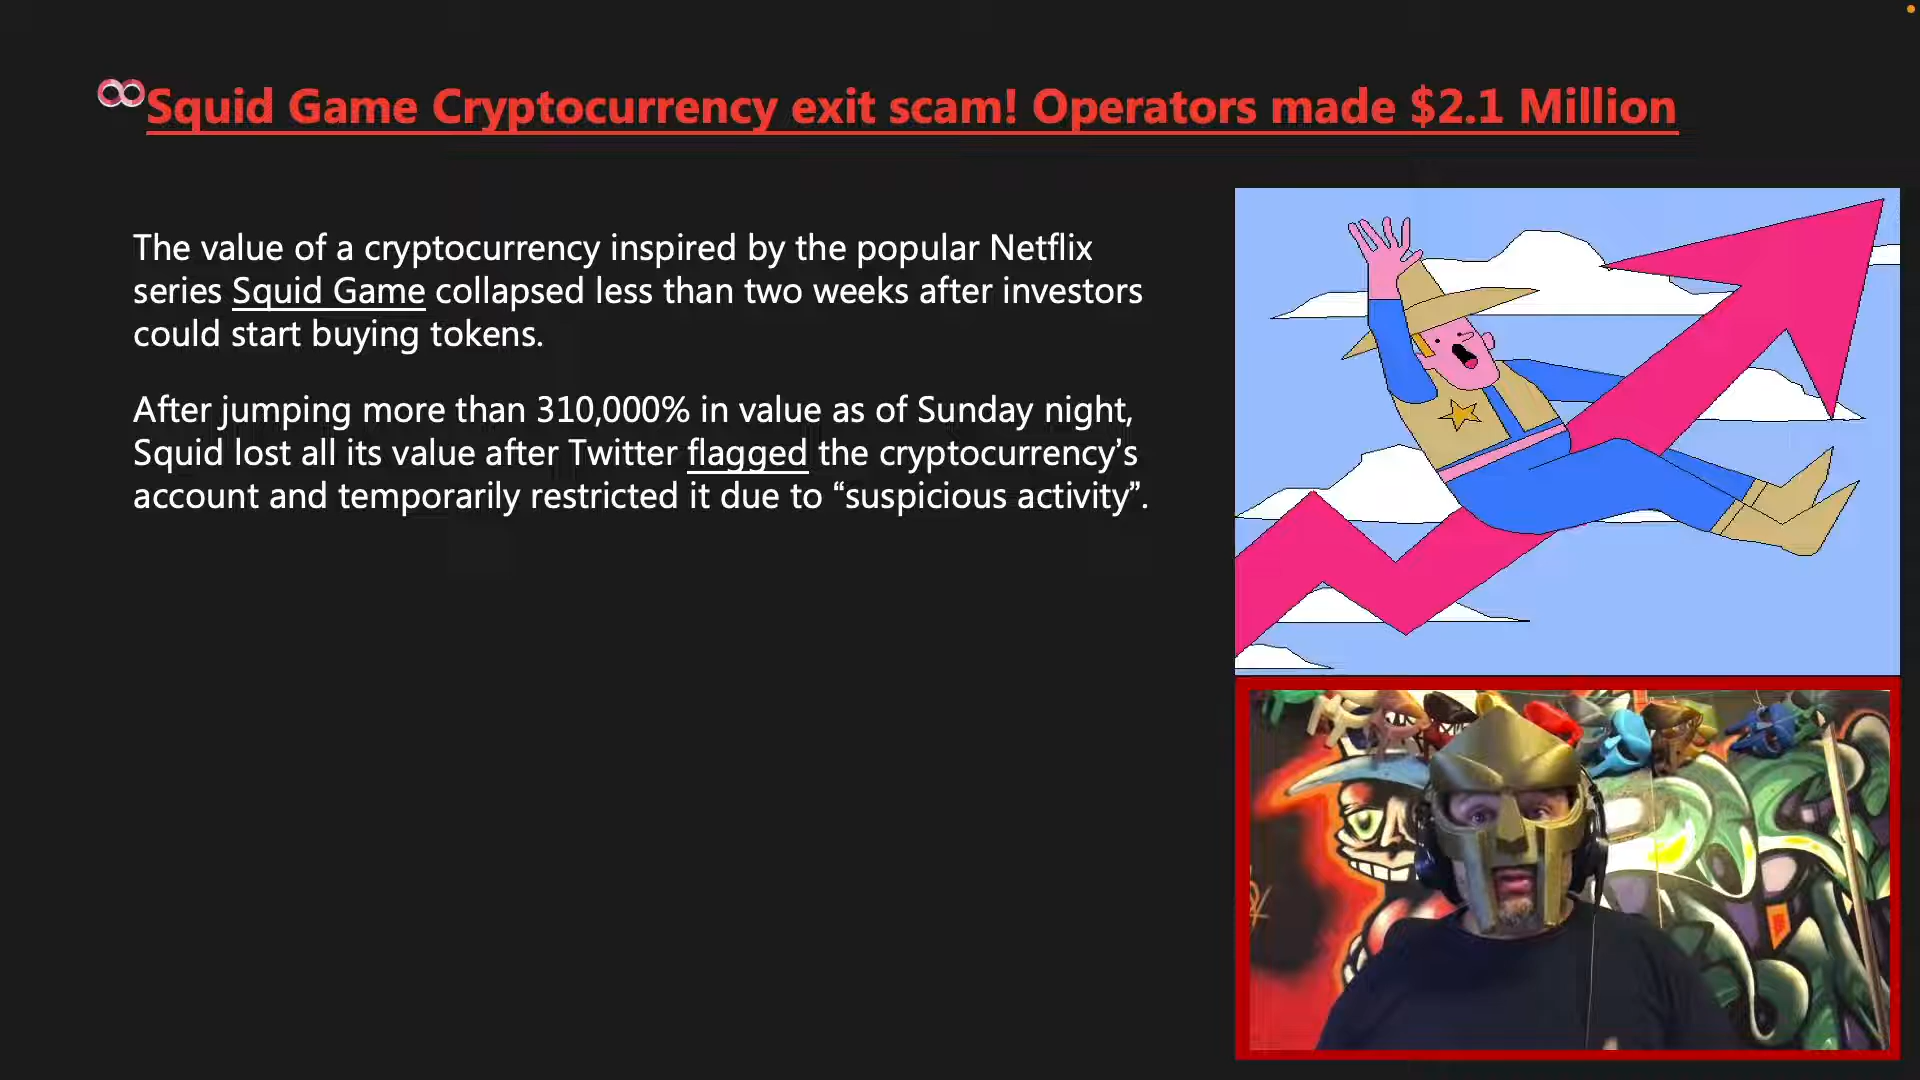 Squid Game Cryptocurrency exit scam! Operators made $2.1 Million
The value of a cryptocurrency inspired by the popular Netflix
series Squid Game collapsed less than two weeks after investors
could start buying tokens.
After jumping more than 310,000% in value as of Sunday night,
Squid lost all its value after Twitter flagged the cryptocurrency’s
account and temporarily restricted it due to “suspicious activity”.